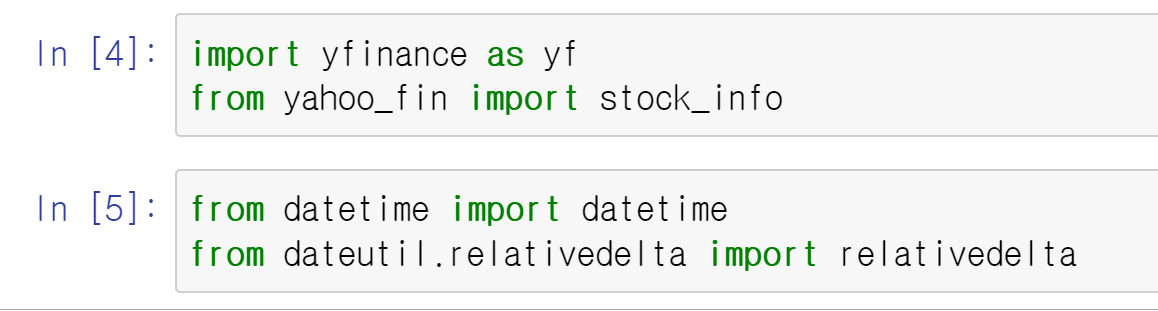 In [4]:
import yfinance as yf
from yahoo_fin import stock_info
In [5]:
from datetime import datetime
from dateutil.relativedelta import relativedelta